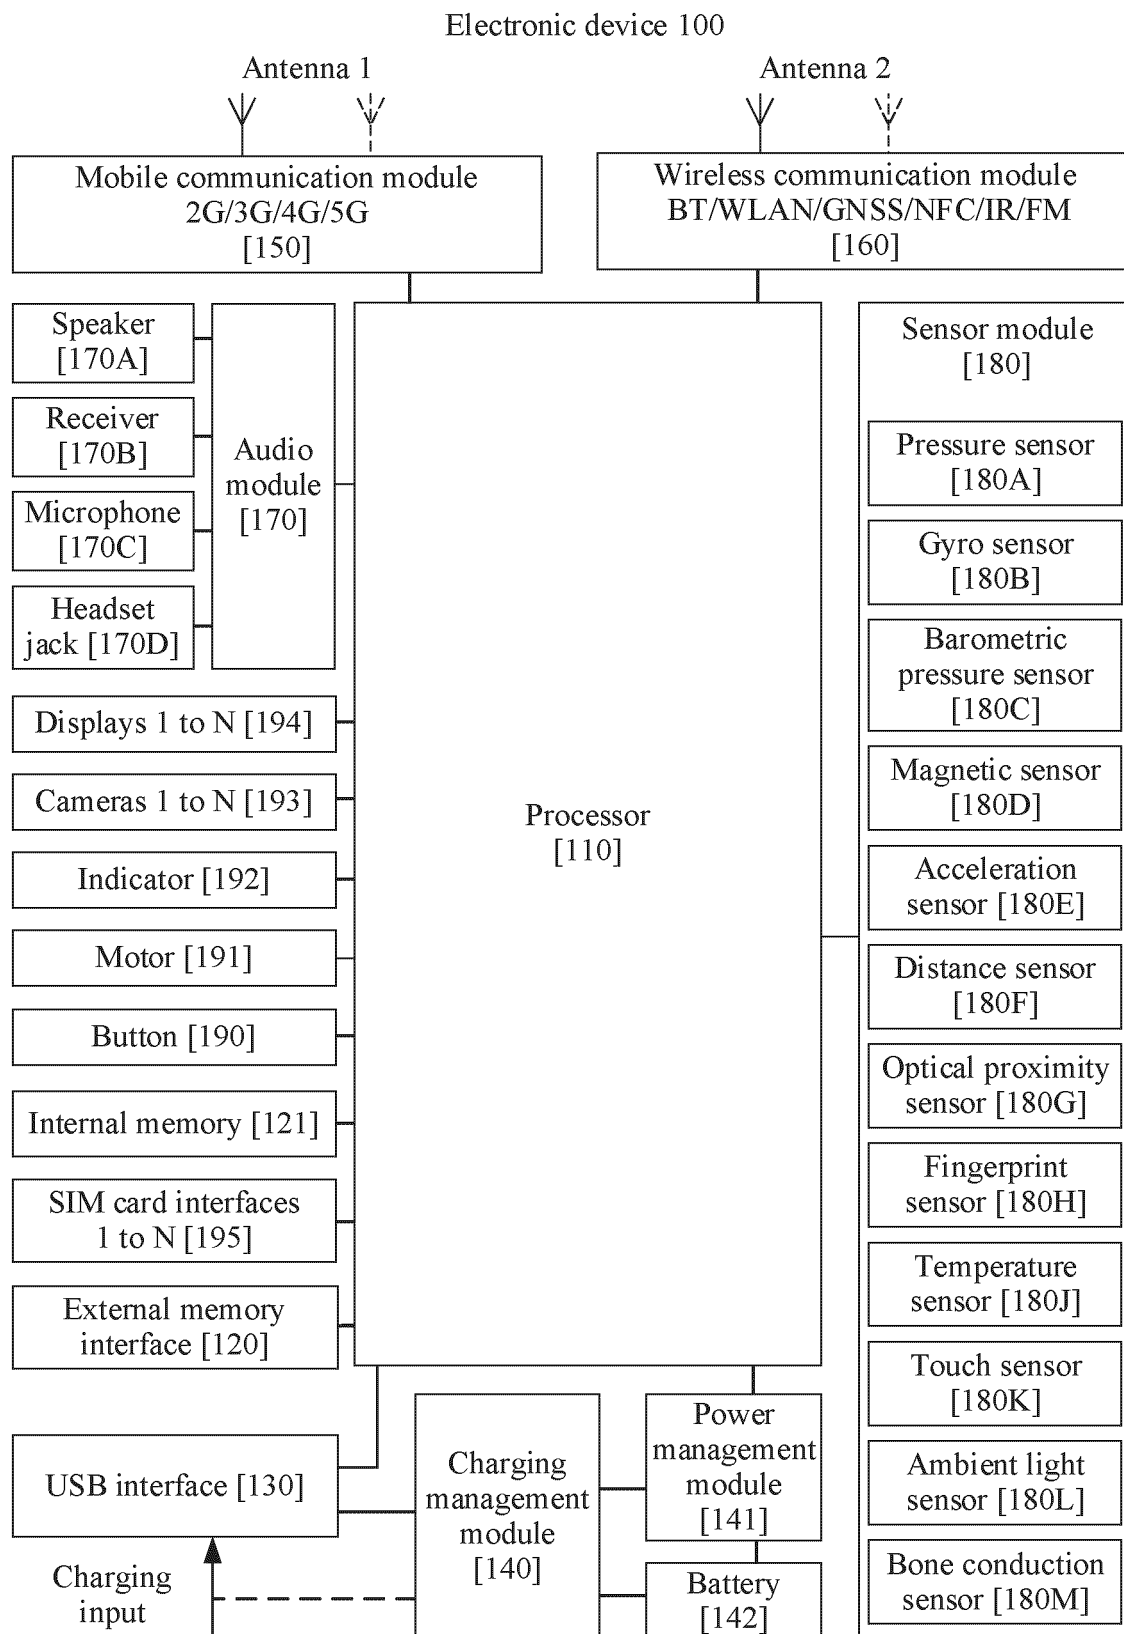 Electronic device 100
Antenna 1
Antenna 2
Mobile communication module
2G/3G/4G/5G
[150]
Wireless communication module
BT/WLAN/GNSS/NFC/IR/FM
[160]
Speaker
[170A]
Receiver
[170B]
Microphone
[170C]
Headset
jack [170D]
Audio
module
[170]
Displays 1 to N [194]
Cameras 1 to N [193]
Indicator [192]
Motor [191]
Button [190]
Internal memory [121]
SIM card interfaces
1 to N [195]
External memory
interface [120]
Processor
[110]
Sensor module
[180]
Pressure sensor
[180A]
Gyro sensor
[180B]
Barometric
pressure sensor
[180C]
Magnetic sensor
[180D]
Acceleration
sensor [180E]
Distance sensor
[180F]
Optical proximity
sensor [180G]
Fingerprint
sensor [180H]
Temperature
sensor [180J]
Touch sensor
[180K]
Ambient light
sensor [180L]
Bone conduction
sensor [180M]
USB interface [130]
Charging
input
Charging
management
module
[140]
Power
management
module
[141]
Battery
[142]